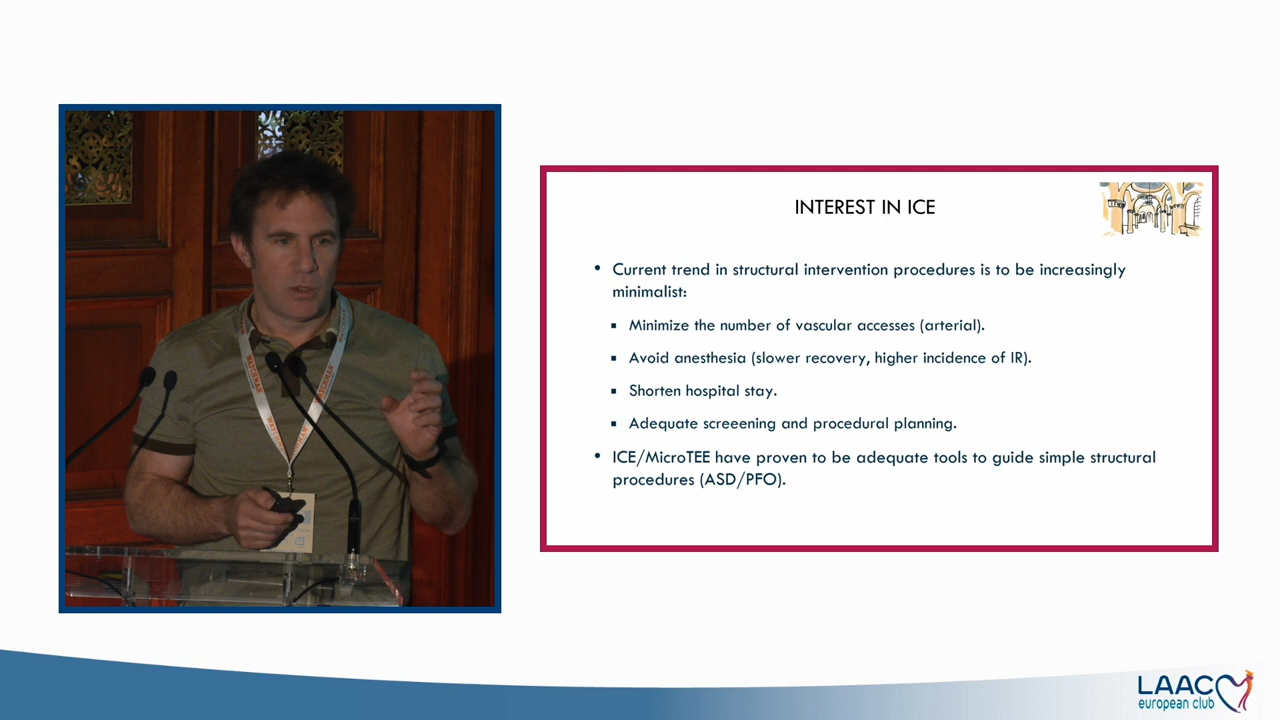 INTEREST IN ICE
• Current trend in structural intervention procedures is to be increasingly
minimalist:
▪ Minimize the number of vascular accesses (arterial).
▪ Avoid anesthesia (slower recovery, higher incidence of IR).
▪ Shorten hospital stay.
▪ Adequate screeening and procedural planning.
• ICE/MicroTEE have proven to be adequate tools to guide simple structural
procedures (ASD/PFO).
WATCHMAN
LAAC
european club